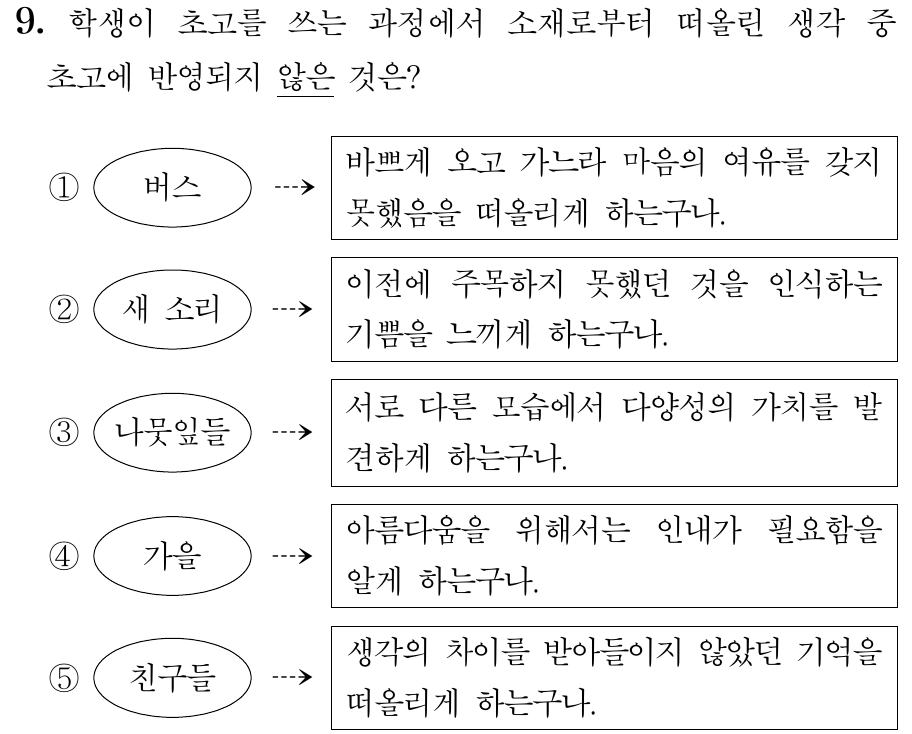 9. 학생이 초고를 쓰는 과정에서 소재로부터 떠올린 생각 중
초고에 반영되지 않은 것은?
① 버스 → 바쁘게 오고 가느라 마음의 여유를 갖지
못했음을 떠올리게 하는구나.
② 새 소리 → 이전에 주목하지 못했던 것을 인식하는
기쁨을 느끼게 하는구나.
③ 나뭇잎들 → 서로 다른 모습에서 다양성의 가치를 발
견하게 하는구나.
④ 가을 → 아름다움을 위해서는 인내가 필요함을
알게 하는구나.
⑤ 친구들 → 생각의 차이를 받아들이지 않았던 기억을
떠올리게 하는구나.